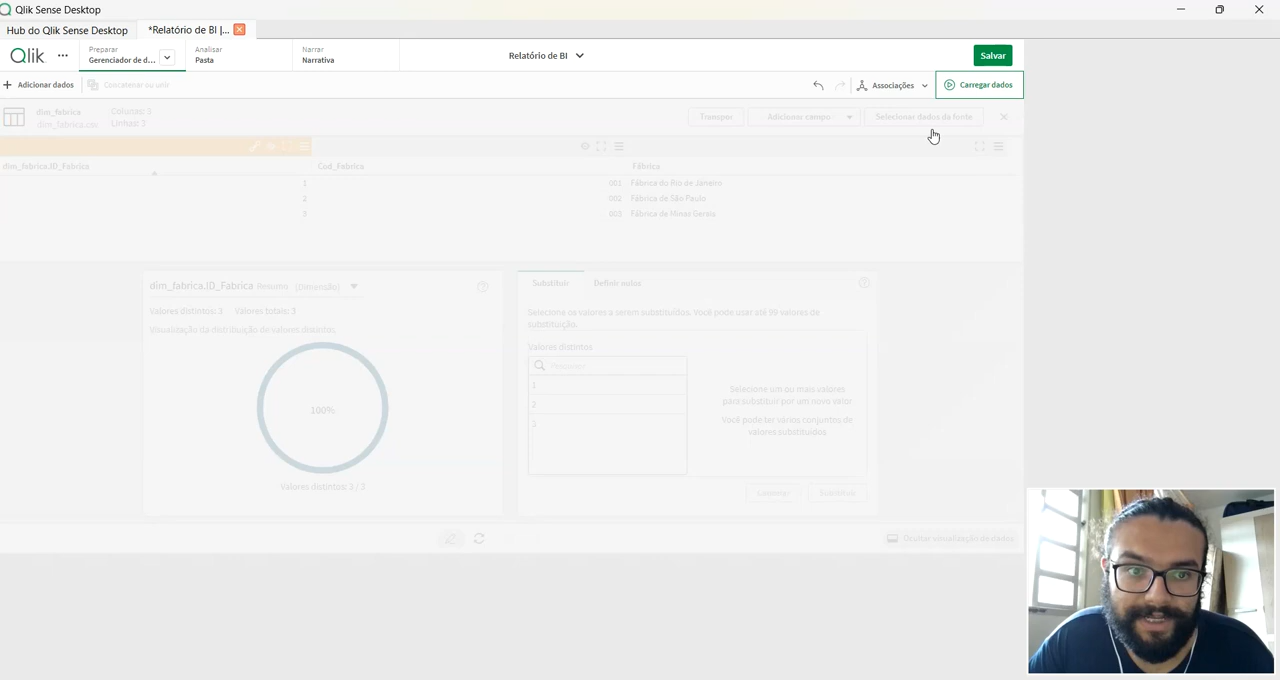 Qlik Sense Desktop
Hub do Qlik Sense Desktop
*Relatório de BI |...
Qlik
...
Preparar
Gerenciador de d...
Analisar
Pasta
Narrar
Narrativa
Relatório de BI
Salvar
Adicionar dados
Concatenar ou unir
Associações
Carregar dados
dim_fabrica
dim_fabrica.csv
Colunas: 3
Linhas: 3
Transpor
Adicionar campo
Selecionar dados da fonte
dim_fabrica.ID_Fabrica
Cod_Fabrica
Fábrica
1
001
Fábrica do Rio de Janeiro
2
002
Fábrica de São Paulo
3
003
Fábrica de Minas Gerais
dim_fabrica.ID_Fabrica Resumo (Dimensão)
Valores distintos: 3 Valores totais: 3
Visualização da distribuição de valores distintos.
100%
Valores distintos: 3 / 3
Substituir
Definir nulos
Selecione os valores a serem substituídos. Você pode usar até 99 valores de
substituição.
Valores distintos
1
2
3
Selecione um ou mais valores
para substituir por um novo valor
Você pode ter vários conjuntos de
valores substituídos
Cancelar
Substituir
Ocultar visualização de dados